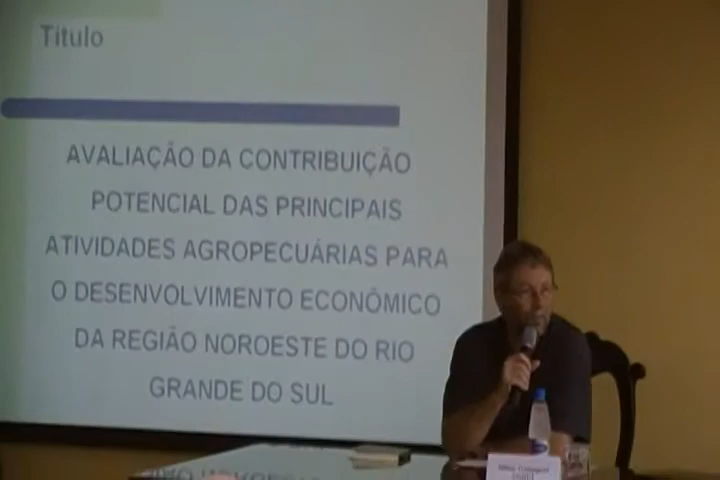 Título
AVALIAÇÃO DA CONTRIBUIÇÃO
POTENCIAL DAS PRINCIPAIS
ATIVIDADES AGROPECUÁRIAS PARA
O DESENVOLVIMENTO ECONÔMICO
DA REGIÃO NOROESTE DO RIO
GRANDE DO SUL